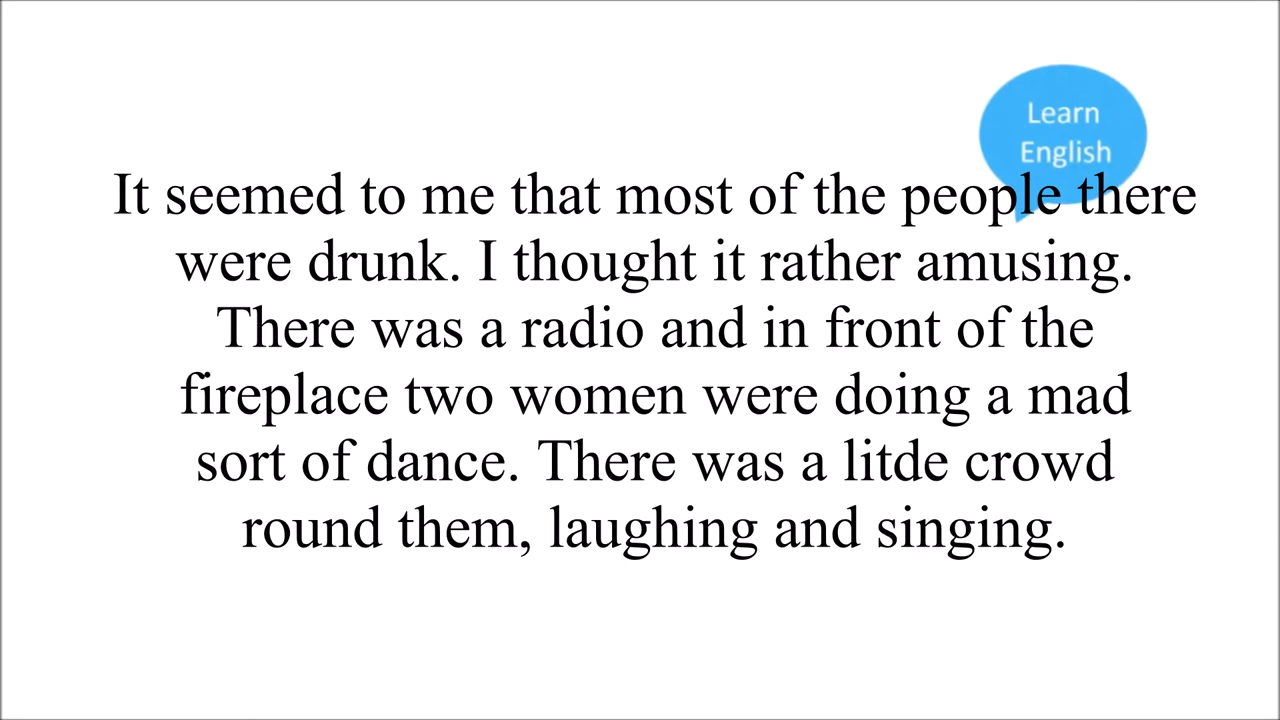 Learn
English
It seemed to me that most of the people there
were drunk. I thought it rather amusing.
There was a radio and in front of the
fireplace two women were doing a mad
sort of dance. There was a litde crowd
round them, laughing and singing.